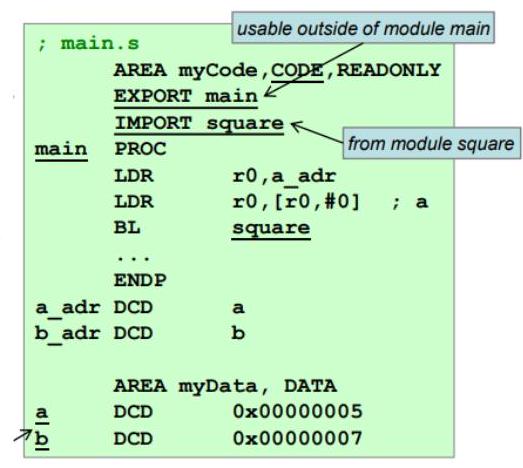 usable outside of module main
; main.s
AREA myCode,CODE,READONLY
EXPORT main
IMPORT square
from module square
main PROC
LDR r0,a_adr
LDR r0,[r0,#0] ; a
BL square
...
ENDP
a_adr DCD a
b_adr DCD b
AREA myData, DATA
a DCD 0x00000005
b DCD 0x00000007